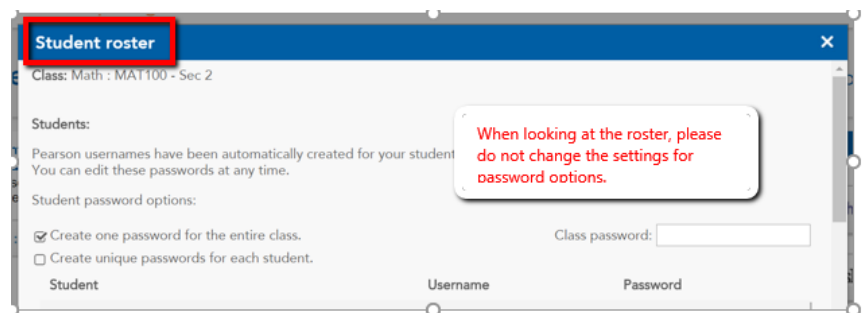 Student roster
Class: Math : MAT100 - Sec 2
Students:
Pearson usernames have been automatically created for your student
You can edit these passwords at any time.
When looking at the roster, please
do not change the settings for
password options.
Student password options:
Create one password for the entire class.
Class password:
Create unique passwords for each student.
Student Username Password